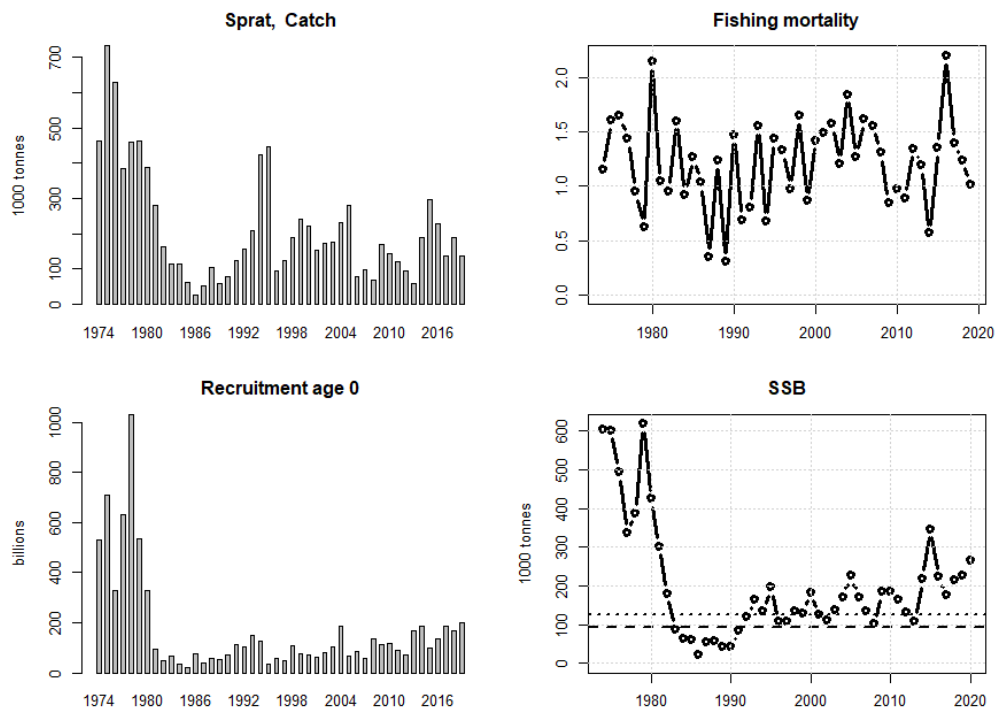 Sprat, Catch
1000 tonnes
0 100 300 500 700
1974 1980 1986 1992 1998 2004 2010 2016
Fishing mortality
0.0 0.5 1.0 1.5 2.0
1980 1990 2000 2010 2020
Recruitment age 0
billions
0 200 400 600 800 1000
1974 1980 1986 1992 1998 2004 2010 2016
SSB
1000 tonnes
0 100 200 300 400 500 600
1980 1990 2000 2010 2020